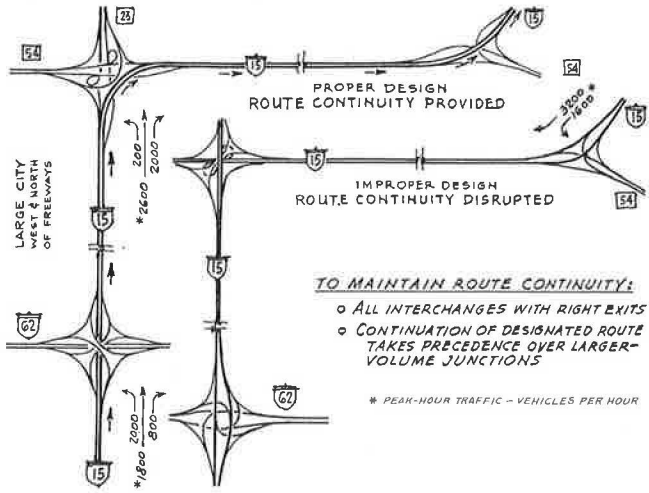 23
15
54
15
54
PROPER DESIGN
ROUTE CONTINUITY PROVIDED
3200 *
1600
15
200
2000
* 2600
15
IMPROPER DESIGN
ROUTE CONTINUITY DISRUPTED
54
LARGE CITY
WEST & NORTH
OF FREEWAYS
15
15
TO MAINTAIN ROUTE CONTINUITY:
ALL INTERCHANGES WITH RIGHT EXITS
CONTINUATION OF DESIGNATED ROUTE
TAKES PRECEDENCE OVER LARGER-
VOLUME JUNCTIONS
62
62
2000
800
* 1800
* PEAK-HOUR TRAFFIC – VEHICLES PER HOUR
15